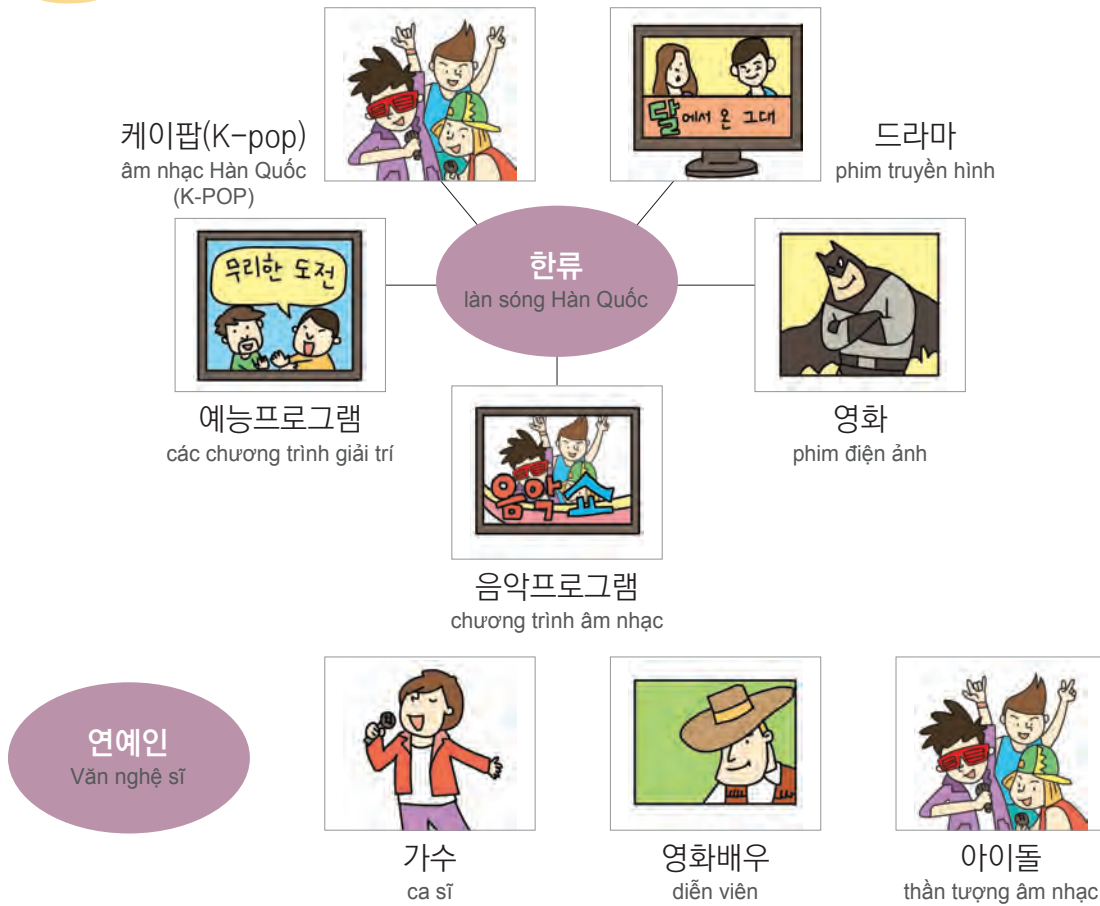 케이팝(K-pop)
âm nhạc Hàn Quốc
(K-POP)
달에서 온 그대
드라마
phim truyền hình
무리한 도전
한류
làn sóng Hàn Quốc
예능프로그램
các chương trình giải trí
영화
phim điện ảnh
음악쇼
음악프로그램
chương trình âm nhạc
연예인
Văn nghệ sĩ
가수
ca sĩ
영화배우
diễn viên
아이돌
thần tượng âm nhạc